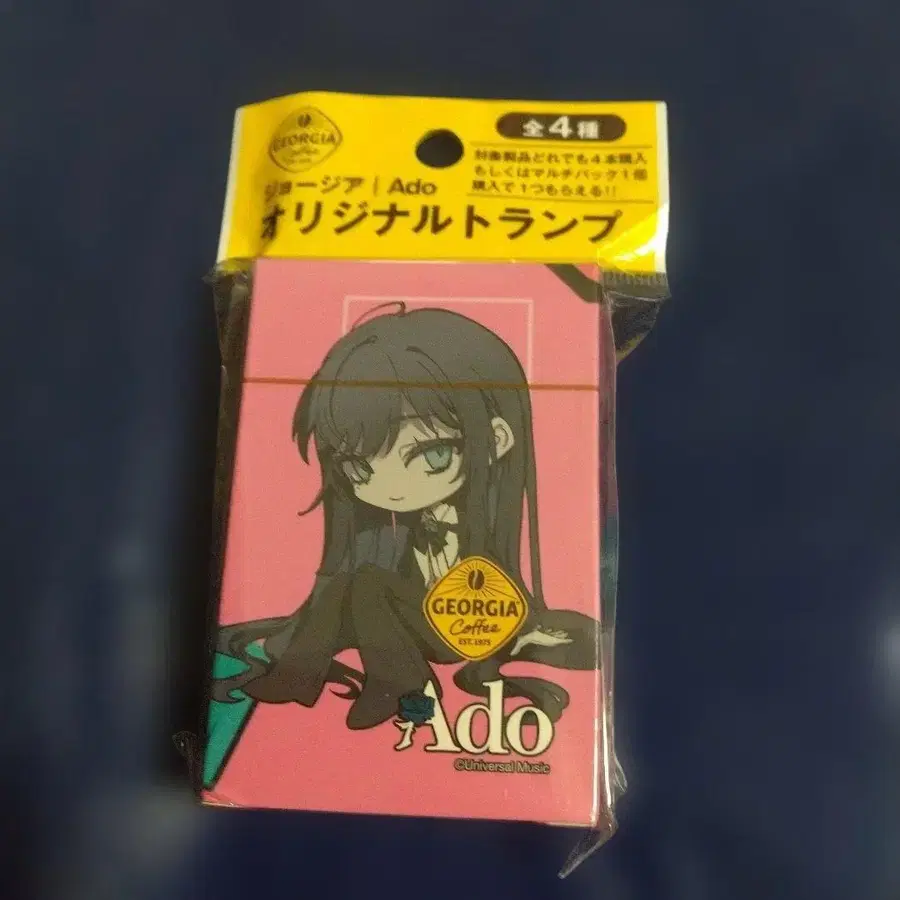 GEORGIA
Coffee
全4種
対象製品どれでも4本購入
もしくはマルチパック1個
購入で1つもらえる!!
ジョージア | Ado
オリジナルトランプ
GEORGIA
Coffee
EST. 1975
Ado
©Universal Music